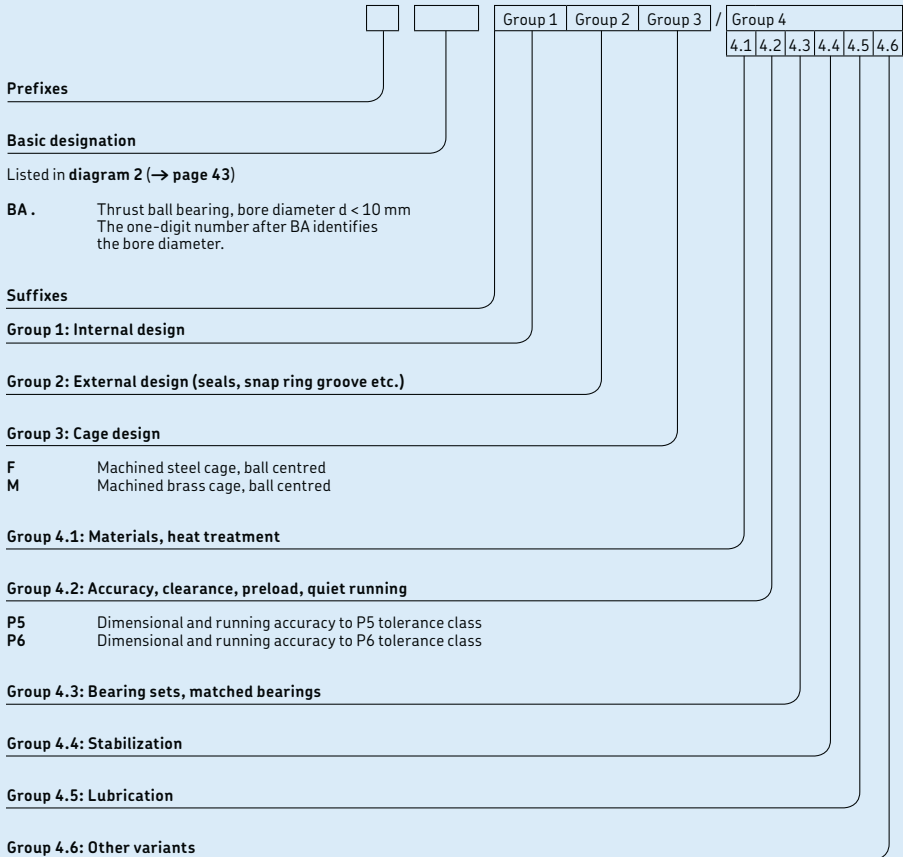 Group 1 Group 2 Group 3 / Group 4
4.1 4.2 4.3 4.4 4.5 4.6
Prefixes
Basic designation
Listed in diagram 2 (→ page 43)
BA . Thrust ball bearing, bore diameter d < 10 mm
The one-digit number after BA identifies
the bore diameter.
Suffixes
Group 1: Internal design
Group 2: External design (seals, snap ring groove etc.)
Group 3: Cage design
F Machined steel cage, ball centred
M Machined brass cage, ball centred
Group 4.1: Materials, heat treatment
Group 4.2: Accuracy, clearance, preload, quiet running
P5 Dimensional and running accuracy to P5 tolerance class
P6 Dimensional and running accuracy to P6 tolerance class
Group 4.3: Bearing sets, matched bearings
Group 4.4: Stabilization
Group 4.5: Lubrication
Group 4.6: Other variants